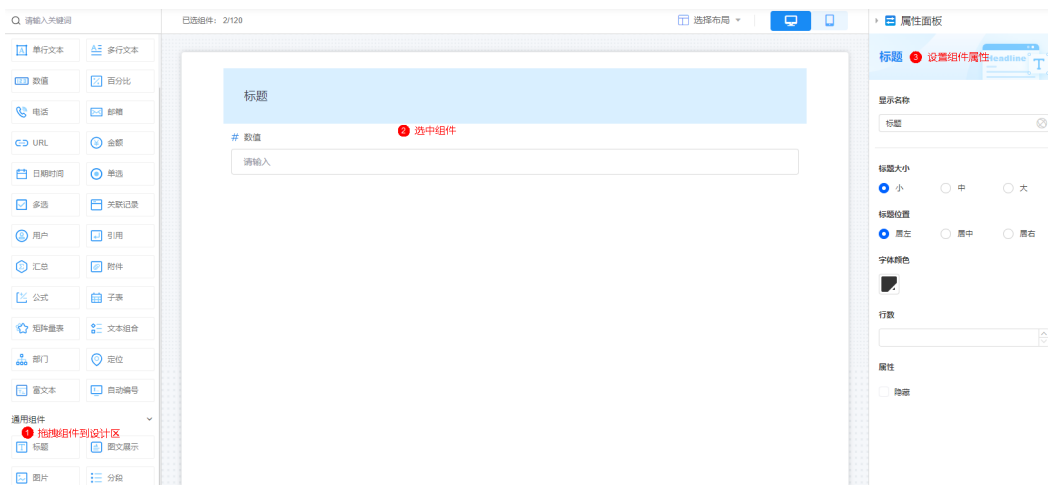 请输入关键词
已选组件: 2/120
选择布局
属性面板
单行文本
多行文本
数值
百分比
电话
邮箱
URL
金额
日期时间
单选
多选
关联记录
用户
引用
汇总
附件
公式
子表
矩阵量表
文本组合
部门
定位
富文本
自动编号
通用组件
1 拖拽组件到设计区
标题
图文展示
图片
分段
标题
2 选中组件
# 数值
请输入
标题
3 设置组件属性
Headline
T
显示名称
标题
标题大小
小
中
大
标题位置
居左
居中
居右
字体颜色
行数
属性
隐藏